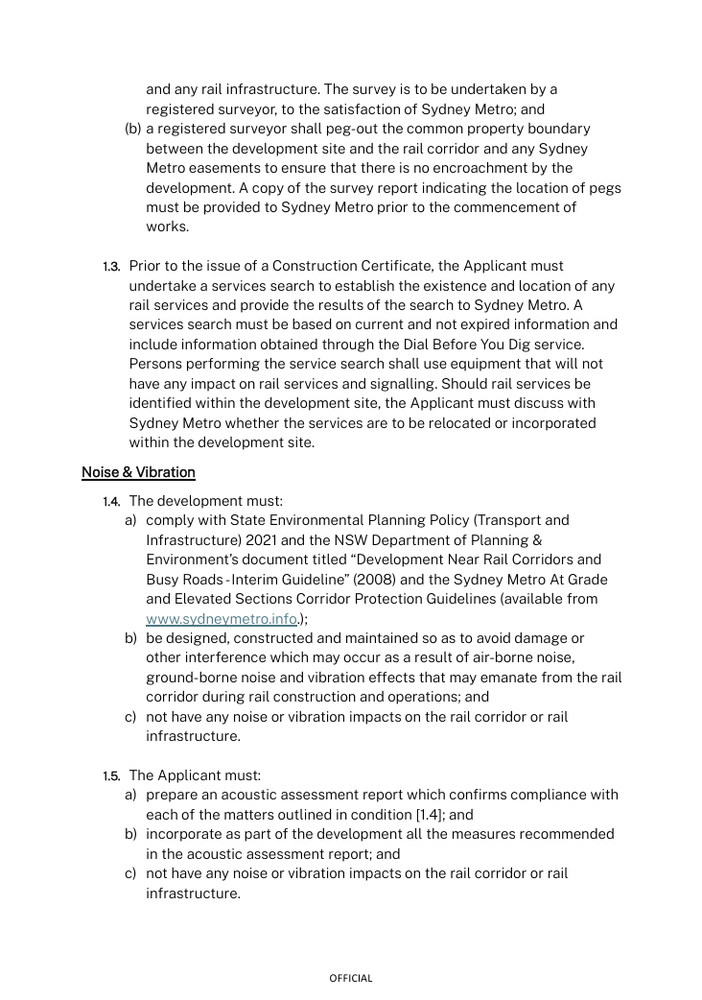 and any rail infrastructure. The survey is to be undertaken by a
registered surveyor, to the satisfaction of Sydney Metro; and
(b) a registered surveyor shall peg-out the common property boundary
between the development site and the rail corridor and any Sydney
Metro easements to ensure that there is no encroachment by the
development. A copy of the survey report indicating the location of pegs
must be provided to Sydney Metro prior to the commencement of
works.
1.3. Prior to the issue of a Construction Certificate, the Applicant must
undertake a services search to establish the existence and location of any
rail services and provide the results of the search to Sydney Metro. A
services search must be based on current and not expired information and
include information obtained through the Dial Before You Dig service.
Persons performing the service search shall use equipment that will not
have any impact on rail services and signalling. Should rail services be
identified within the development site, the Applicant must discuss with
Sydney Metro whether the services are to be relocated or incorporated
within the development site.
Noise & Vibration
1.4. The development must:
a) comply with State Environmental Planning Policy (Transport and
Infrastructure) 2021 and the NSW Department of Planning &
Environment’s document titled “Development Near Rail Corridors and
Busy Roads - Interim Guideline” (2008) and the Sydney Metro At Grade
and Elevated Sections Corridor Protection Guidelines (available from
www.sydneymetro.info.);
b) be designed, constructed and maintained so as to avoid damage or
other interference which may occur as a result of air-borne noise,
ground-borne noise and vibration effects that may emanate from the rail
corridor during rail construction and operations; and
c) not have any noise or vibration impacts on the rail corridor or rail
infrastructure.
1.5. The Applicant must:
a) prepare an acoustic assessment report which confirms compliance with
each of the matters outlined in condition [1.4]; and
b) incorporate as part of the development all the measures recommended
in the acoustic assessment report; and
c) not have any noise or vibration impacts on the rail corridor or rail
infrastructure.
OFFICIAL